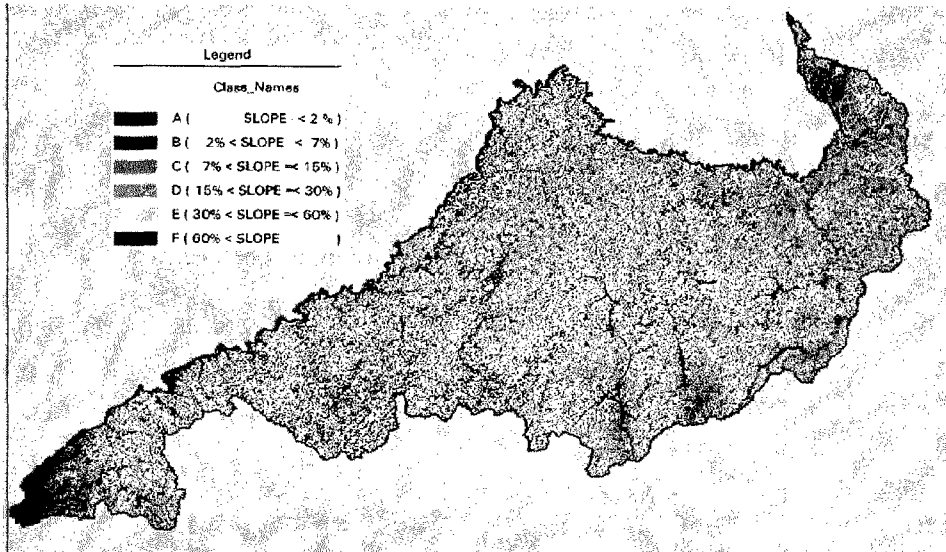 Legend
Class_Names
A ( SLOPE < 2 % )
B ( 2% < SLOPE < 7% )
C ( 7% < SLOPE =< 15% )
D ( 15% < SLOPE =< 30% )
E ( 30% < SLOPE =< 60% )
F ( 60% < SLOPE )